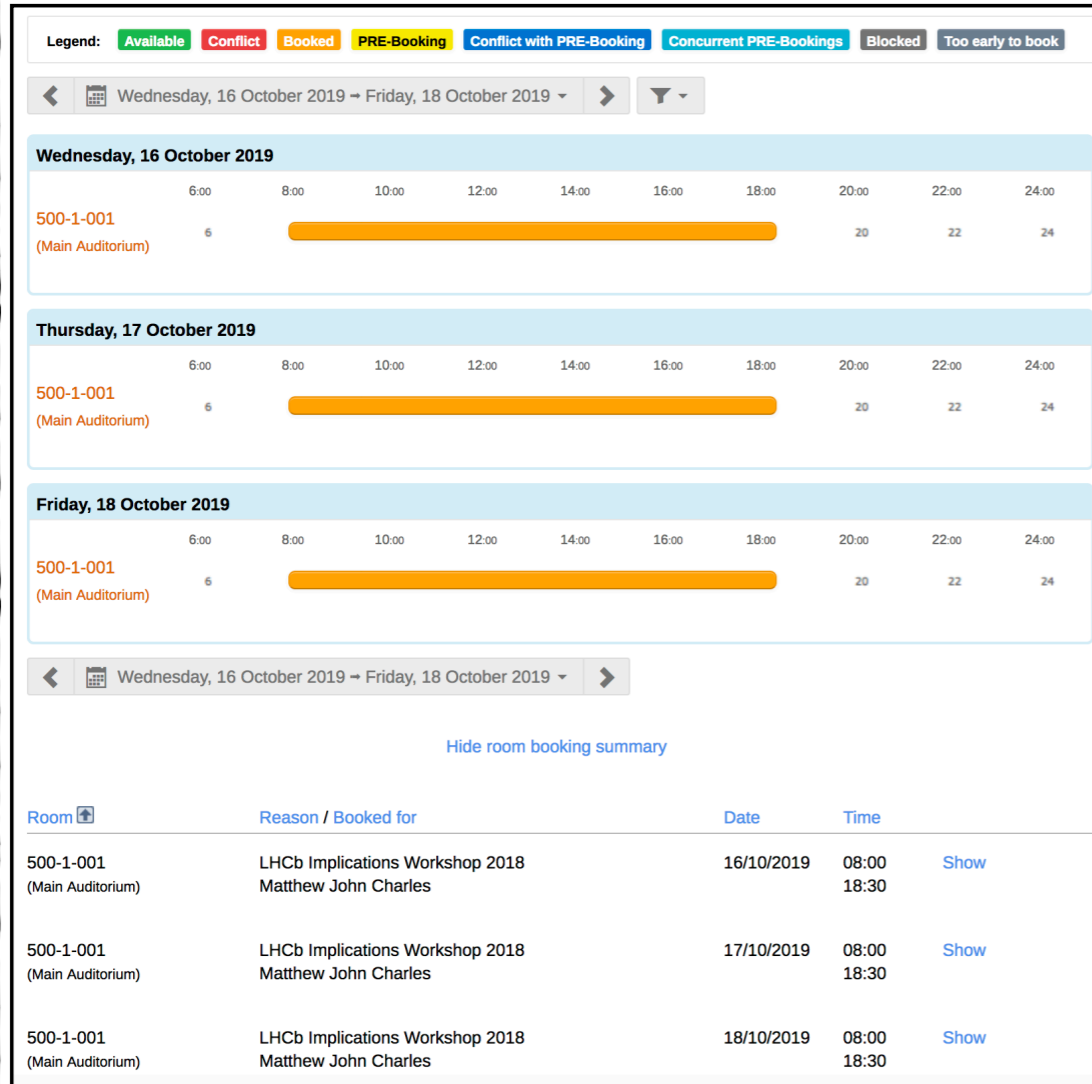 Legend: Available Conflict Booked PRE-Booking Conflict with PRE-Booking Concurrent PRE-Bookings Blocked Too early to book
Wednesday, 16 October 2019 → Friday, 18 October 2019
Wednesday, 16 October 2019
6:00 8:00 10:00 12:00 14:00 16:00 18:00 20:00 22:00 24:00
500-1-001
6 20 22 24
(Main Auditorium)
Thursday, 17 October 2019
6:00 8:00 10:00 12:00 14:00 16:00 18:00 20:00 22:00 24:00
500-1-001
6 20 22 24
(Main Auditorium)
Friday, 18 October 2019
6:00 8:00 10:00 12:00 14:00 16:00 18:00 20:00 22:00 24:00
500-1-001
6 20 22 24
(Main Auditorium)
Wednesday, 16 October 2019 → Friday, 18 October 2019
Hide room booking summary
Room Reason / Booked for Date Time
500-1-001 LHCb Implications Workshop 2018 16/10/2019 08:00 Show
(Main Auditorium) Matthew John Charles 18:30
500-1-001 LHCb Implications Workshop 2018 17/10/2019 08:00 Show
(Main Auditorium) Matthew John Charles 18:30
500-1-001 LHCb Implications Workshop 2018 18/10/2019 08:00 Show
(Main Auditorium) Matthew John Charles 18:30